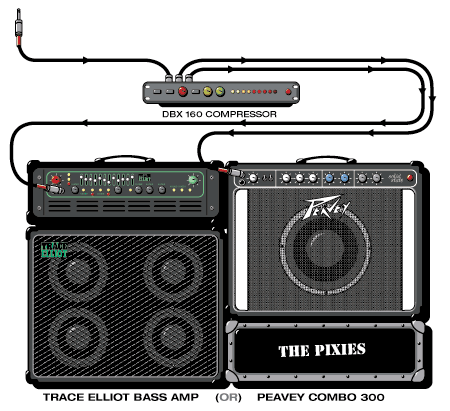 DBX 160 COMPRESSOR
PEAVEY
TRACE
ELLIOT
THE PIXIES
TRACE ELLIOT BASS AMP (OR) PEAVEY COMBO 300